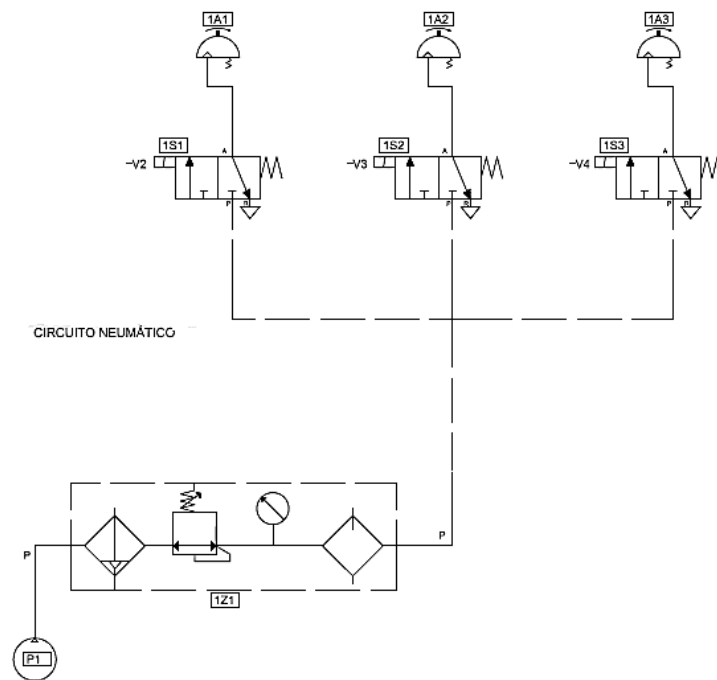 1A1
1A2
1A3
1S1
1S2
1S3
A
A
A
-V2
-V3
-V4
P
R
P
R
P
R
CIRCUITO NEUMÁTICO
P
P
1Z1
P1